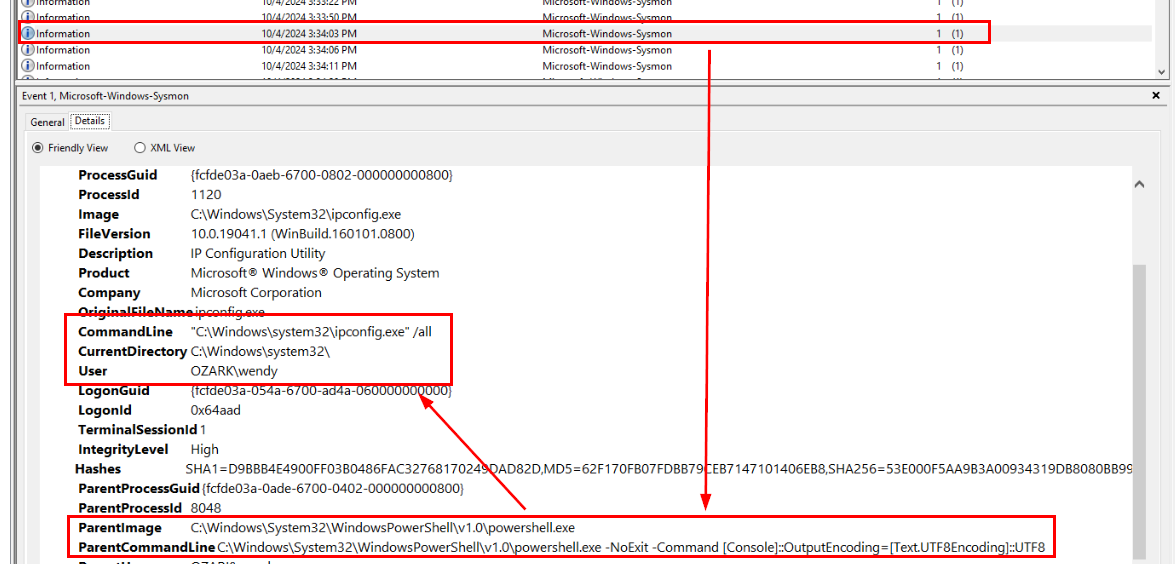 Information 10/4/2024 3:33:22 PM Microsoft-Windows-Sysmon 1 (1)
Information 10/4/2024 3:33:50 PM Microsoft-Windows-Sysmon 1 (1)
Information 10/4/2024 3:34:03 PM Microsoft-Windows-Sysmon 1 (1)
Information 10/4/2024 3:34:06 PM Microsoft-Windows-Sysmon 1 (1)
Information 10/4/2024 3:34:11 PM Microsoft-Windows-Sysmon 1 (1)
Event 1, Microsoft-Windows-Sysmon
General Details
Friendly View XML View
ProcessGuid {fcfde03a-0aeb-6700-0802-000000000800}
ProcessId 1120
Image C:\Windows\System32\ipconfig.exe
FileVersion 10.0.19041.1 (WinBuild.160101.0800)
Description IP Configuration Utility
Product Microsoft® Windows® Operating System
Company Microsoft Corporation
OriginalFileName ipconfig.exe
CommandLine "C:\Windows\system32\ipconfig.exe" /all
CurrentDirectory C:\Windows\system32\
User OZARK\wendy
LogonGuid {fcfde03a-054a-6700-ad4a-060000000000}
LogonId 0x64aad
TerminalSessionId 1
IntegrityLevel High
Hashes SHA1=D9BBB4E4900FF03B0486FAC32768170249DAD82D,MD5=62F170FB07FDBB79CEB7147101406EB8,SHA256=53E000F5AA9B3A00934319DB8080BB99
ParentProcessGuid {fcfde03a-0ade-6700-0402-000000000800}
ParentProcessId 8048
ParentImage C:\Windows\System32\WindowsPowerShell\v1.0\powershell.exe
ParentCommandLine C:\Windows\System32\WindowsPowerShell\v1.0\powershell.exe -NoExit -Command [Console]::OutputEncoding=[Text.UTF8Encoding]::UTF8